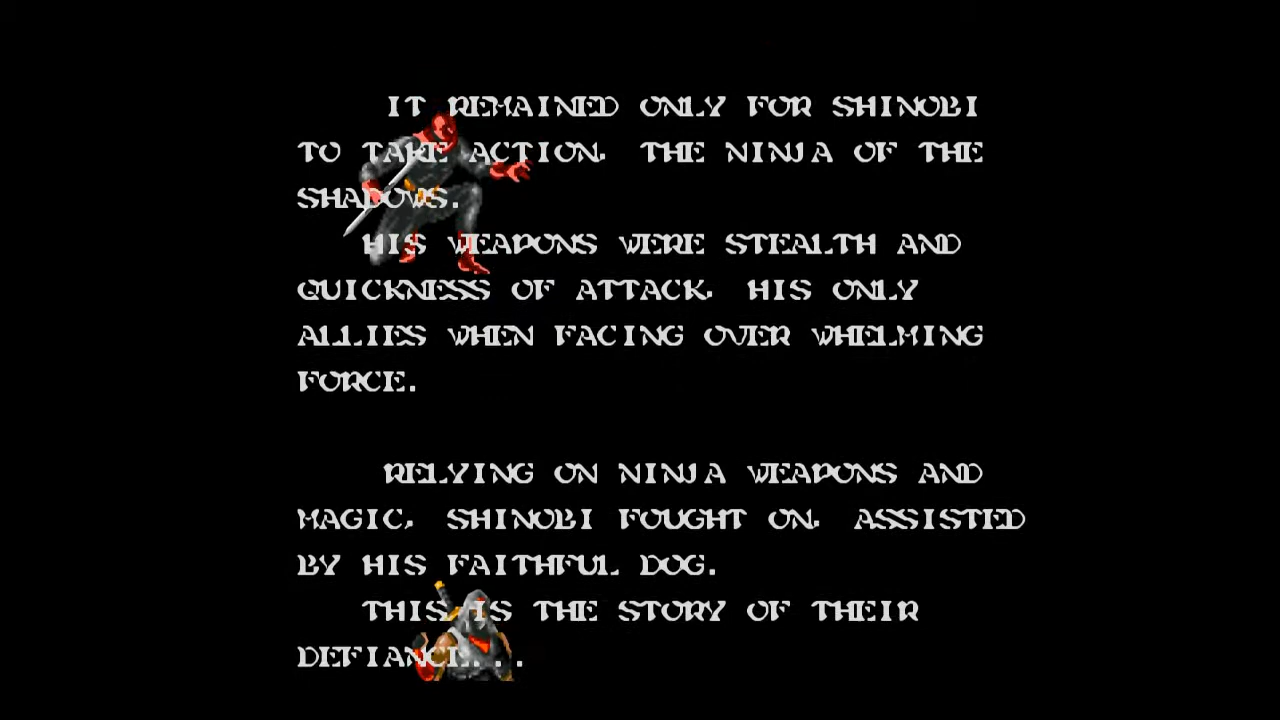 IT REMAINED ONLY FOR SHINOBI
TO TAKE ACTION. THE NINJA OF THE
SHADOWS.
HIS WEAPONS WERE STEALTH AND
QUICKNESS OF ATTACK. HIS ONLY
ALLIES WHEN FACING OVER WHELMING
FORCE.
RELYING ON NINJA WEAPONS AND
MAGIC, SHINOBI FOUGHT ON. ASSISTED
BY HIS FAITHFUL DOG.
THIS IS THE STORY OF THEIR
DEFIANCE...